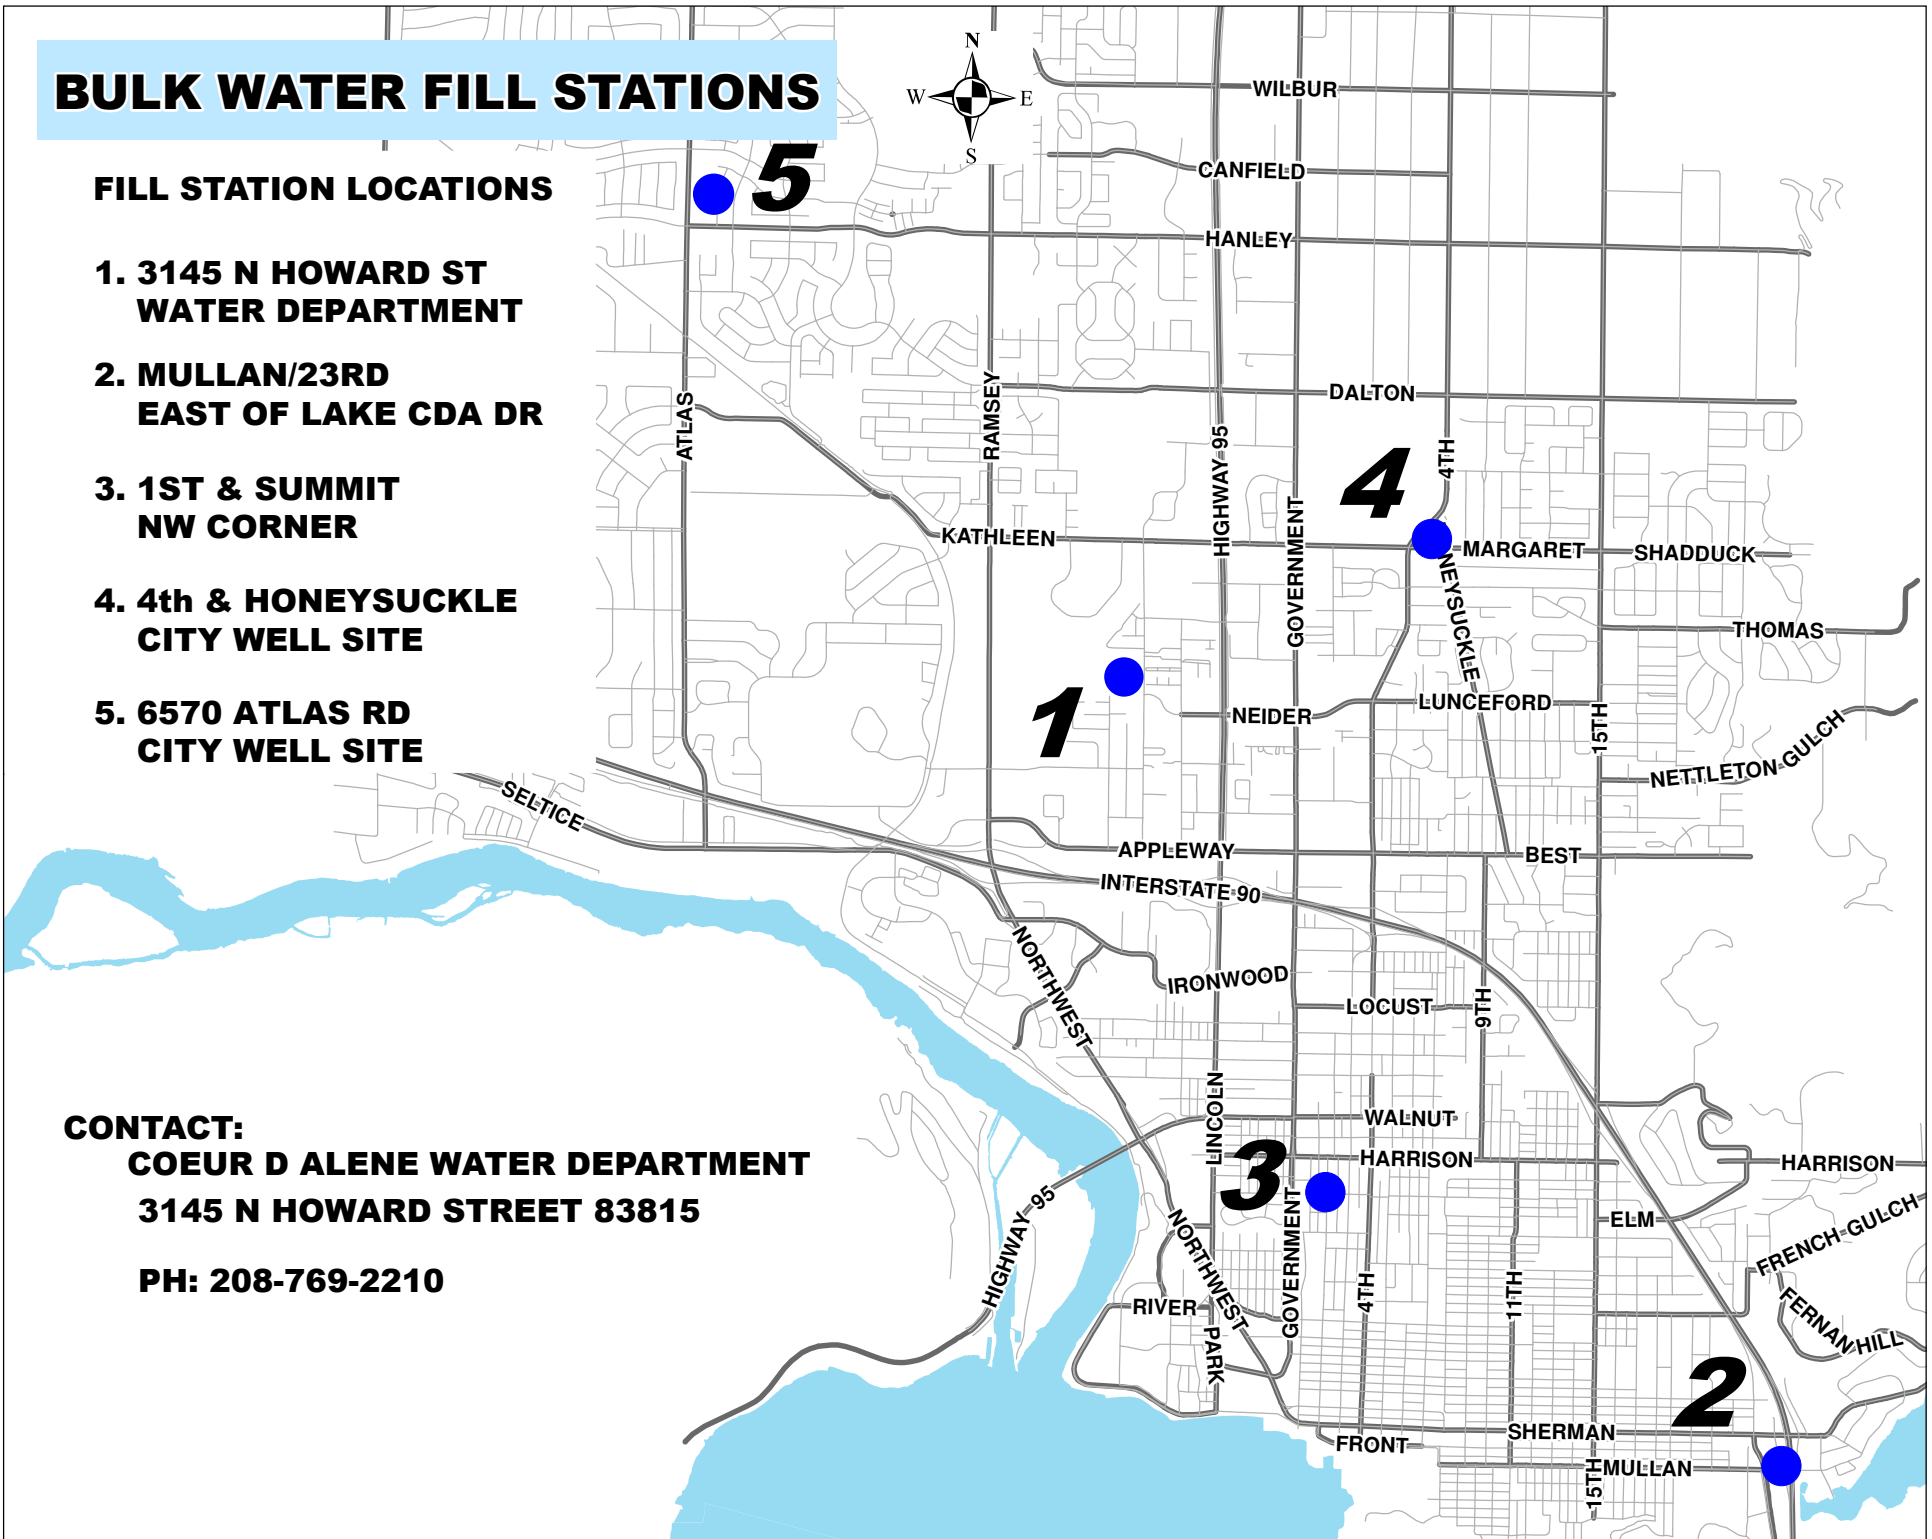 BULK WATER FILL STATIONS
FILL STATION LOCATIONS
1. 3145 N HOWARD ST
WATER DEPARTMENT
2. MULLAN/23RD
EAST OF LAKE CDA DR
3. 1ST & SUMMIT
NW CORNER
4. 4th & HONEYSUCKLE
CITY WELL SITE
5. 6570 ATLAS RD
CITY WELL SITE
CONTACT:
COEUR D ALENE WATER DEPARTMENT
3145 N HOWARD STREET 83815
PH: 208-769-2210
N
W
E
S
WILBUR
CANFIELD
5
HANLEY
DALTON
ATLAS
RAMSEY
HIGHWAY 95
4TH
4
GOVERNMENT
KATHLEEN
MARGARET
SHADDUCK
NEYSUCKLE
THOMAS
1
NEIDER
LUNCEFORD
15TH
NETTLETON GULCH
SELTICE
APPLEWAY
BEST
INTERSTATE 90
NORTHWEST
IRONWOOD
LOCUST
9TH
LINCOLN
WALNUT
3
HARRISON
HARRISON
HIGHWAY 95
NORTHWEST
GOVERNMENT
ELM
FRENCH GULCH
4TH
11TH
RIVER
PARK
FERNAN HILL
2
SHERMAN
FRONT
MULLAN
15TH